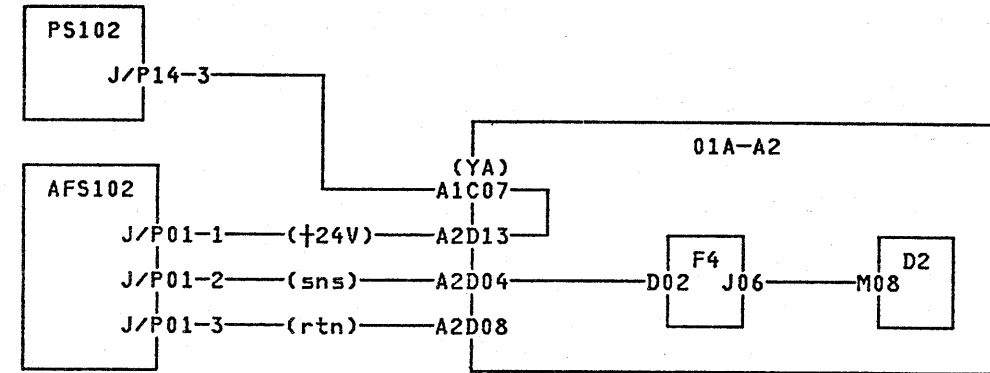 PS102
J/P14-3
01A-A2
(YA)
AFS102
A1C07
J/P01-1 (+24V) A2D13
F4 D2
J/P01-2 (sns) A2D04 D02 J06 M08
J/P01-3 (rtn) A2D08